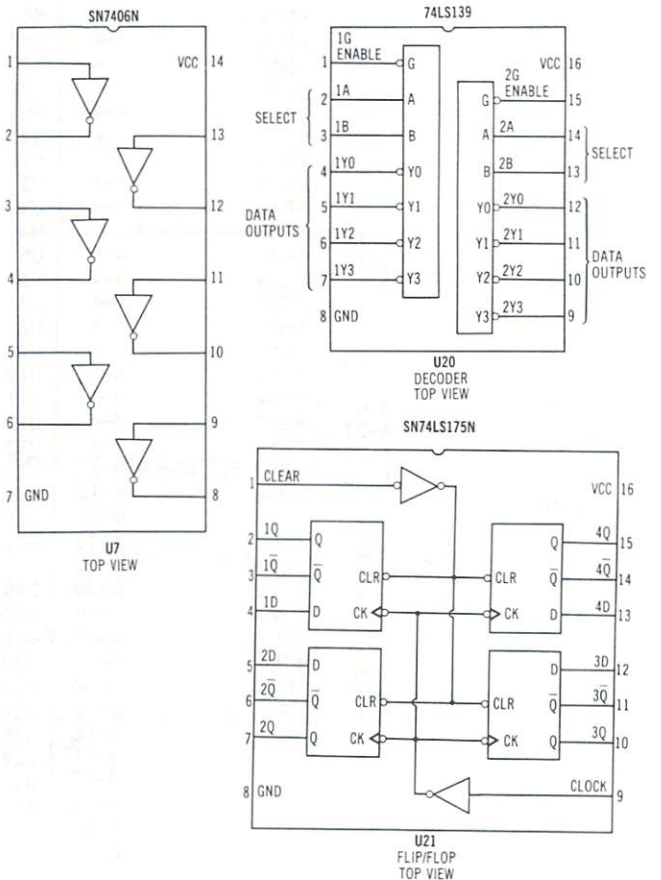 SN7406N
1
VCC 14
2
13
12
3
4
11
10
5
6
9
8
7 GND
U7
TOP VIEW
74LS139
1G
ENABLE
1
G
VCC 16
2 1A A
3 1B B
SELECT
4 1Y0 Y0
5 1Y1 Y1
6 1Y2 Y2
7 1Y3 Y3
DATA
OUTPUTS
8 GND
2G
ENABLE
G
15
A 2A 14
B 2B 13
SELECT
Y0 2Y0 12
Y1 2Y1 11
Y2 2Y2 10
Y3 2Y3 9
DATA
OUTPUTS
U20
DECODER
TOP VIEW
SN74LS175N
1 CLEAR
VCC 16
2 1Q Q
3 1Q̅ Q̅ CLR
4 1D D CK
Q 4Q 15
CLR Q̅ 4Q̅ 14
CK D 4D 13
5 2D D
6 2Q̅ Q̅ CLR
7 2Q Q CK
D 3D 12
CLR Q̅ 3Q̅ 11
CK Q 3Q 10
8 GND
CLOCK 9
U21
FLIP/FLOP
TOP VIEW